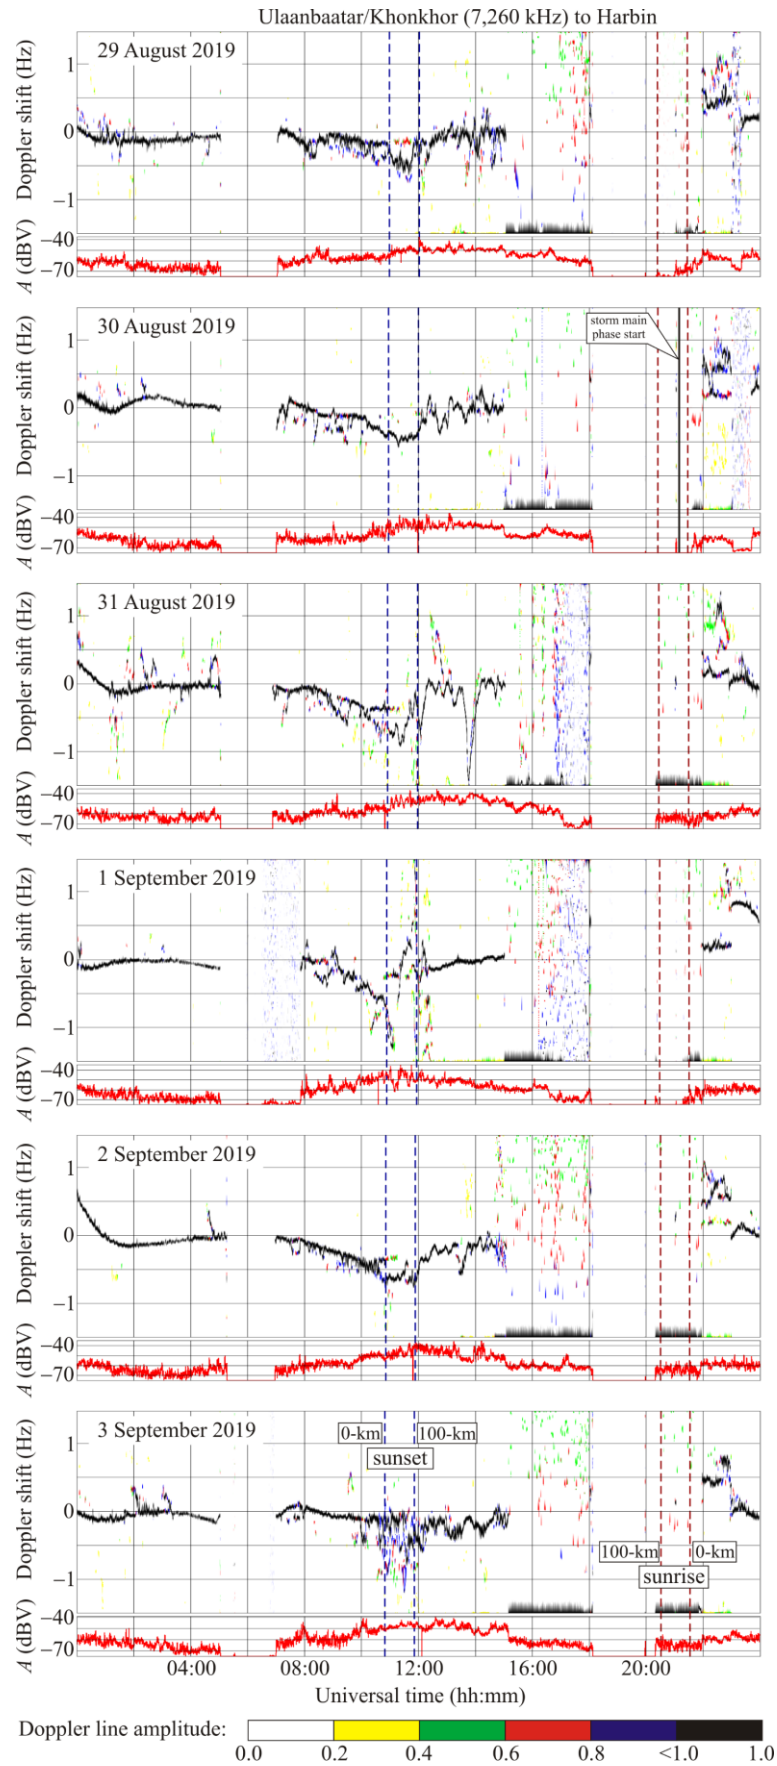 Ulaanbaatar/Khonkhor (7,260 kHz) to Harbin
29 August 2019
Doppler shift (Hz)
1
0
−1
A (dBV)
−40
−70
30 August 2019
storm main
phase start
Doppler shift (Hz)
1
0
−1
A (dBV)
−40
−70
31 August 2019
Doppler shift (Hz)
1
0
−1
A (dBV)
−40
−70
1 September 2019
Doppler shift (Hz)
1
0
−1
A (dBV)
−40
−70
2 September 2019
Doppler shift (Hz)
1
0
−1
A (dBV)
−40
−70
3 September 2019
0-km 100-km
sunset
Doppler shift (Hz)
1
0
−1
100-km 0-km
sunrise
A (dBV)
−40
−70
04:00 08:00 12:00 16:00 20:00
Universal time (hh:mm)
Doppler line amplitude:
0.0 0.2 0.4 0.6 0.8 <1.0 1.0